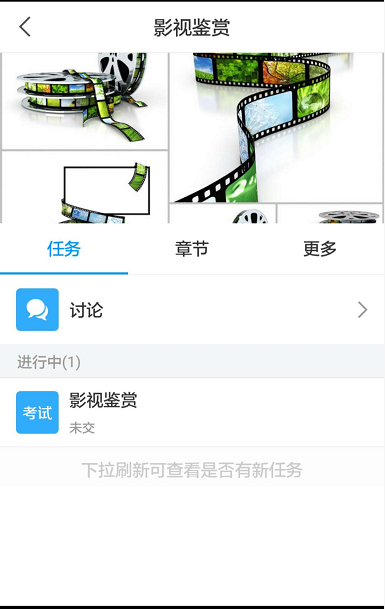 影视鉴赏
任务 章节 更多
讨论
进行中(1)
考试 影视鉴赏
未交
下拉刷新可查看是否有新任务